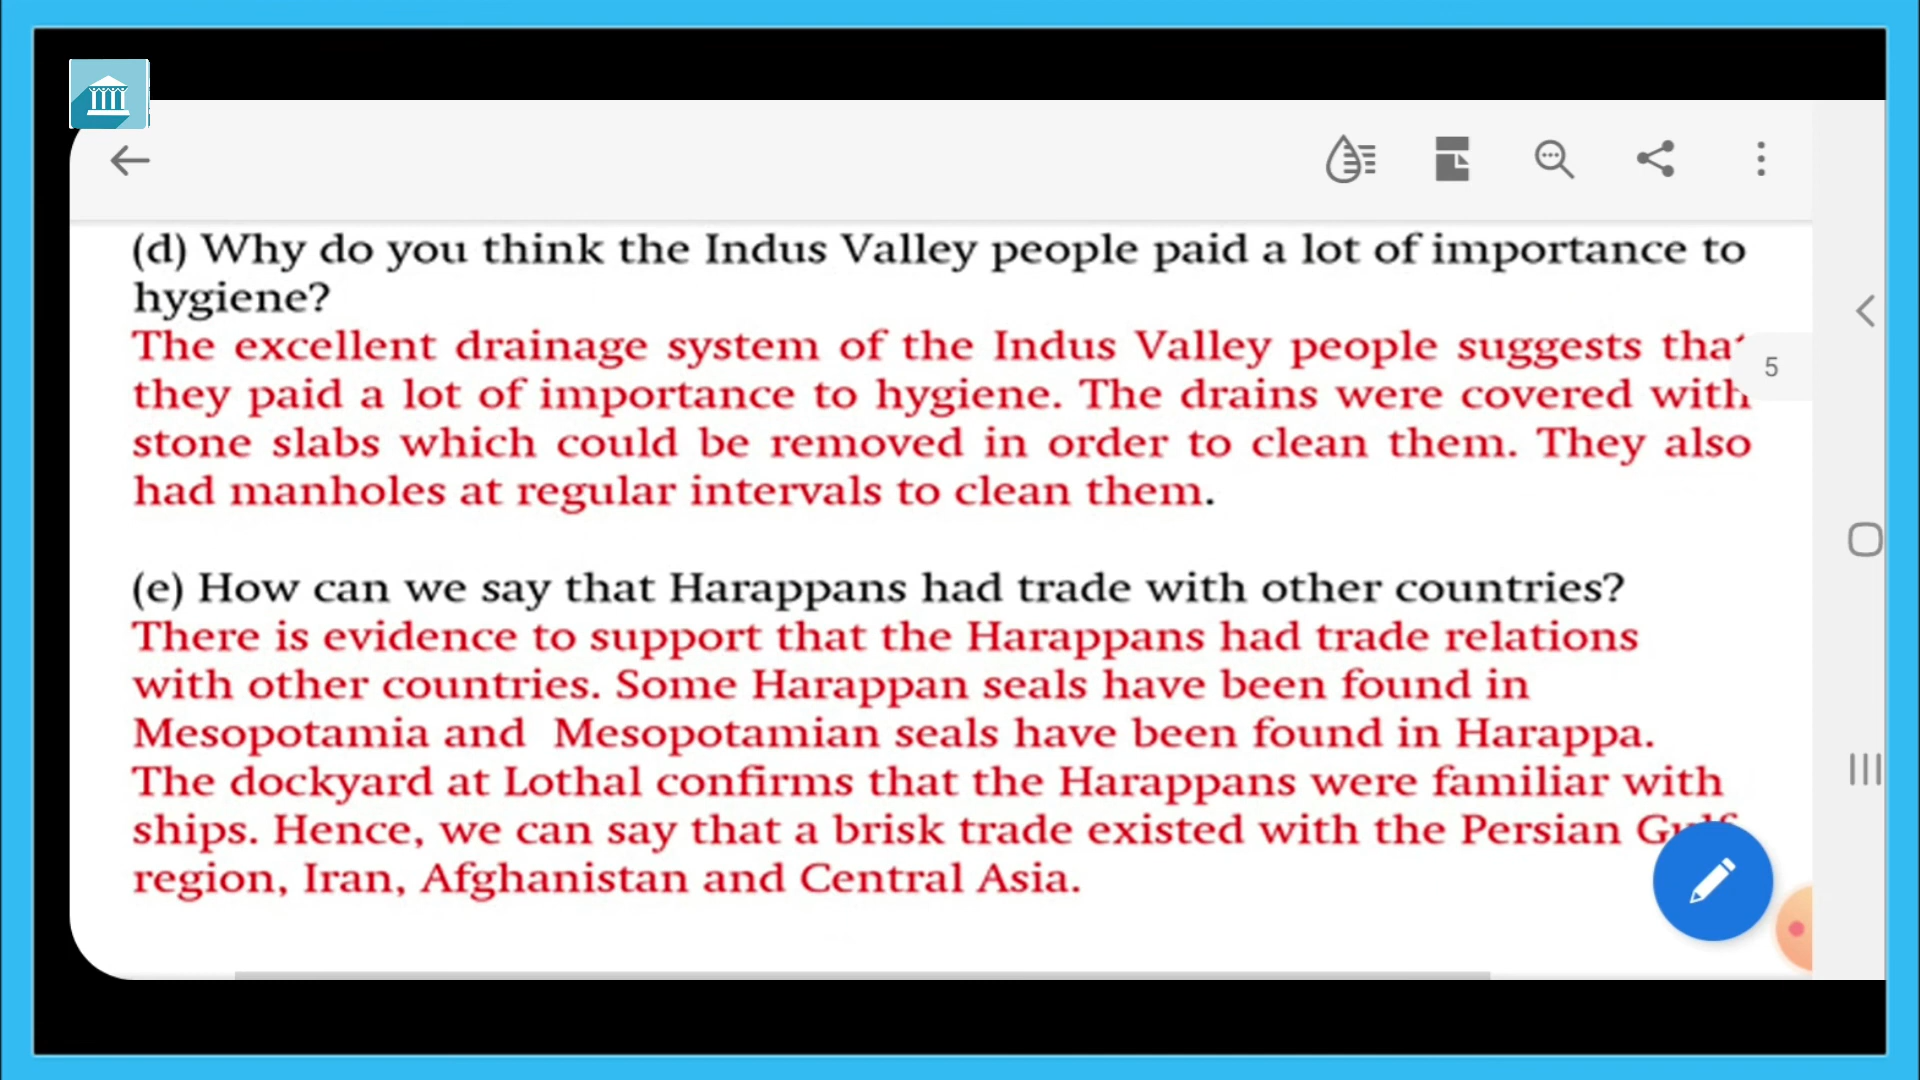 (d) Why do you think the Indus Valley people paid a lot of importance to
hygiene?
The excellent drainage system of the Indus Valley people suggests that
5
they paid a lot of importance to hygiene. The drains were covered with
stone slabs which could be removed in order to clean them. They also
had manholes at regular intervals to clean them.
(e) How can we say that Harappans had trade with other countries?
There is evidence to support that the Harappans had trade relations
with other countries. Some Harappan seals have been found in
Mesopotamia and Mesopotamian seals have been found in Harappa.
The dockyard at Lothal confirms that the Harappans were familiar with
ships. Hence, we can say that a brisk trade existed with the Persian Gulf
region, Iran, Afghanistan and Central Asia.